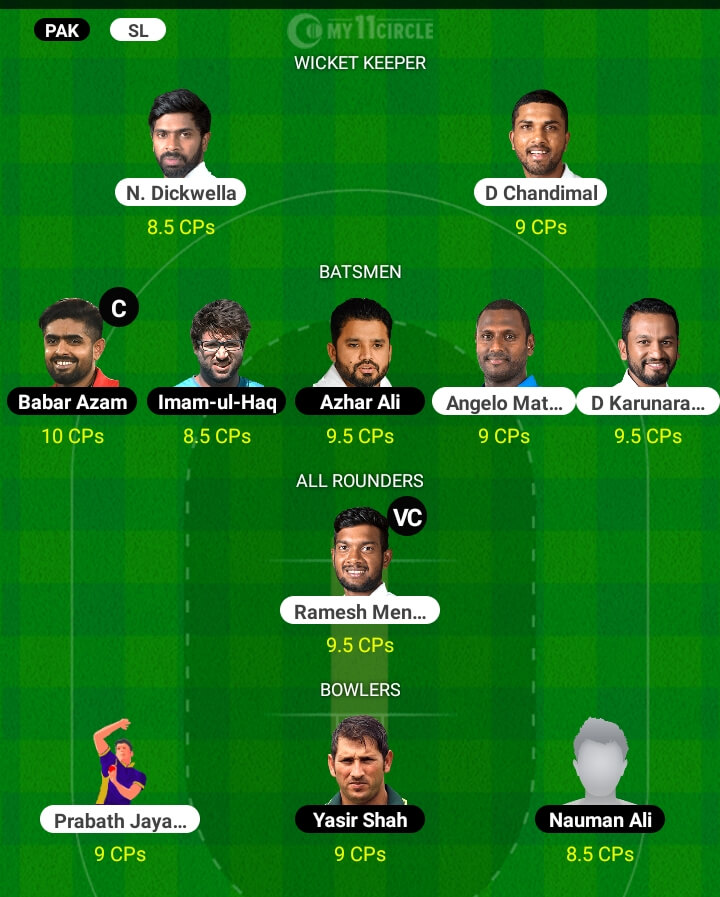 PAK SL MY11CIRCLE
WICKET KEEPER
N. Dickwella D Chandimal
8.5 CPs 9 CPs
BATSMEN
C
Babar Azam Imam-ul-Haq Azhar Ali Angelo Mat... D Karunara...
10 CPs 8.5 CPs 9.5 CPs 9 CPs 9.5 CPs
ALL ROUNDERS
VC
Ramesh Men...
9.5 CPs
BOWLERS
Prabath Jaya... Yasir Shah Nauman Ali
9 CPs 9 CPs 8.5 CPs